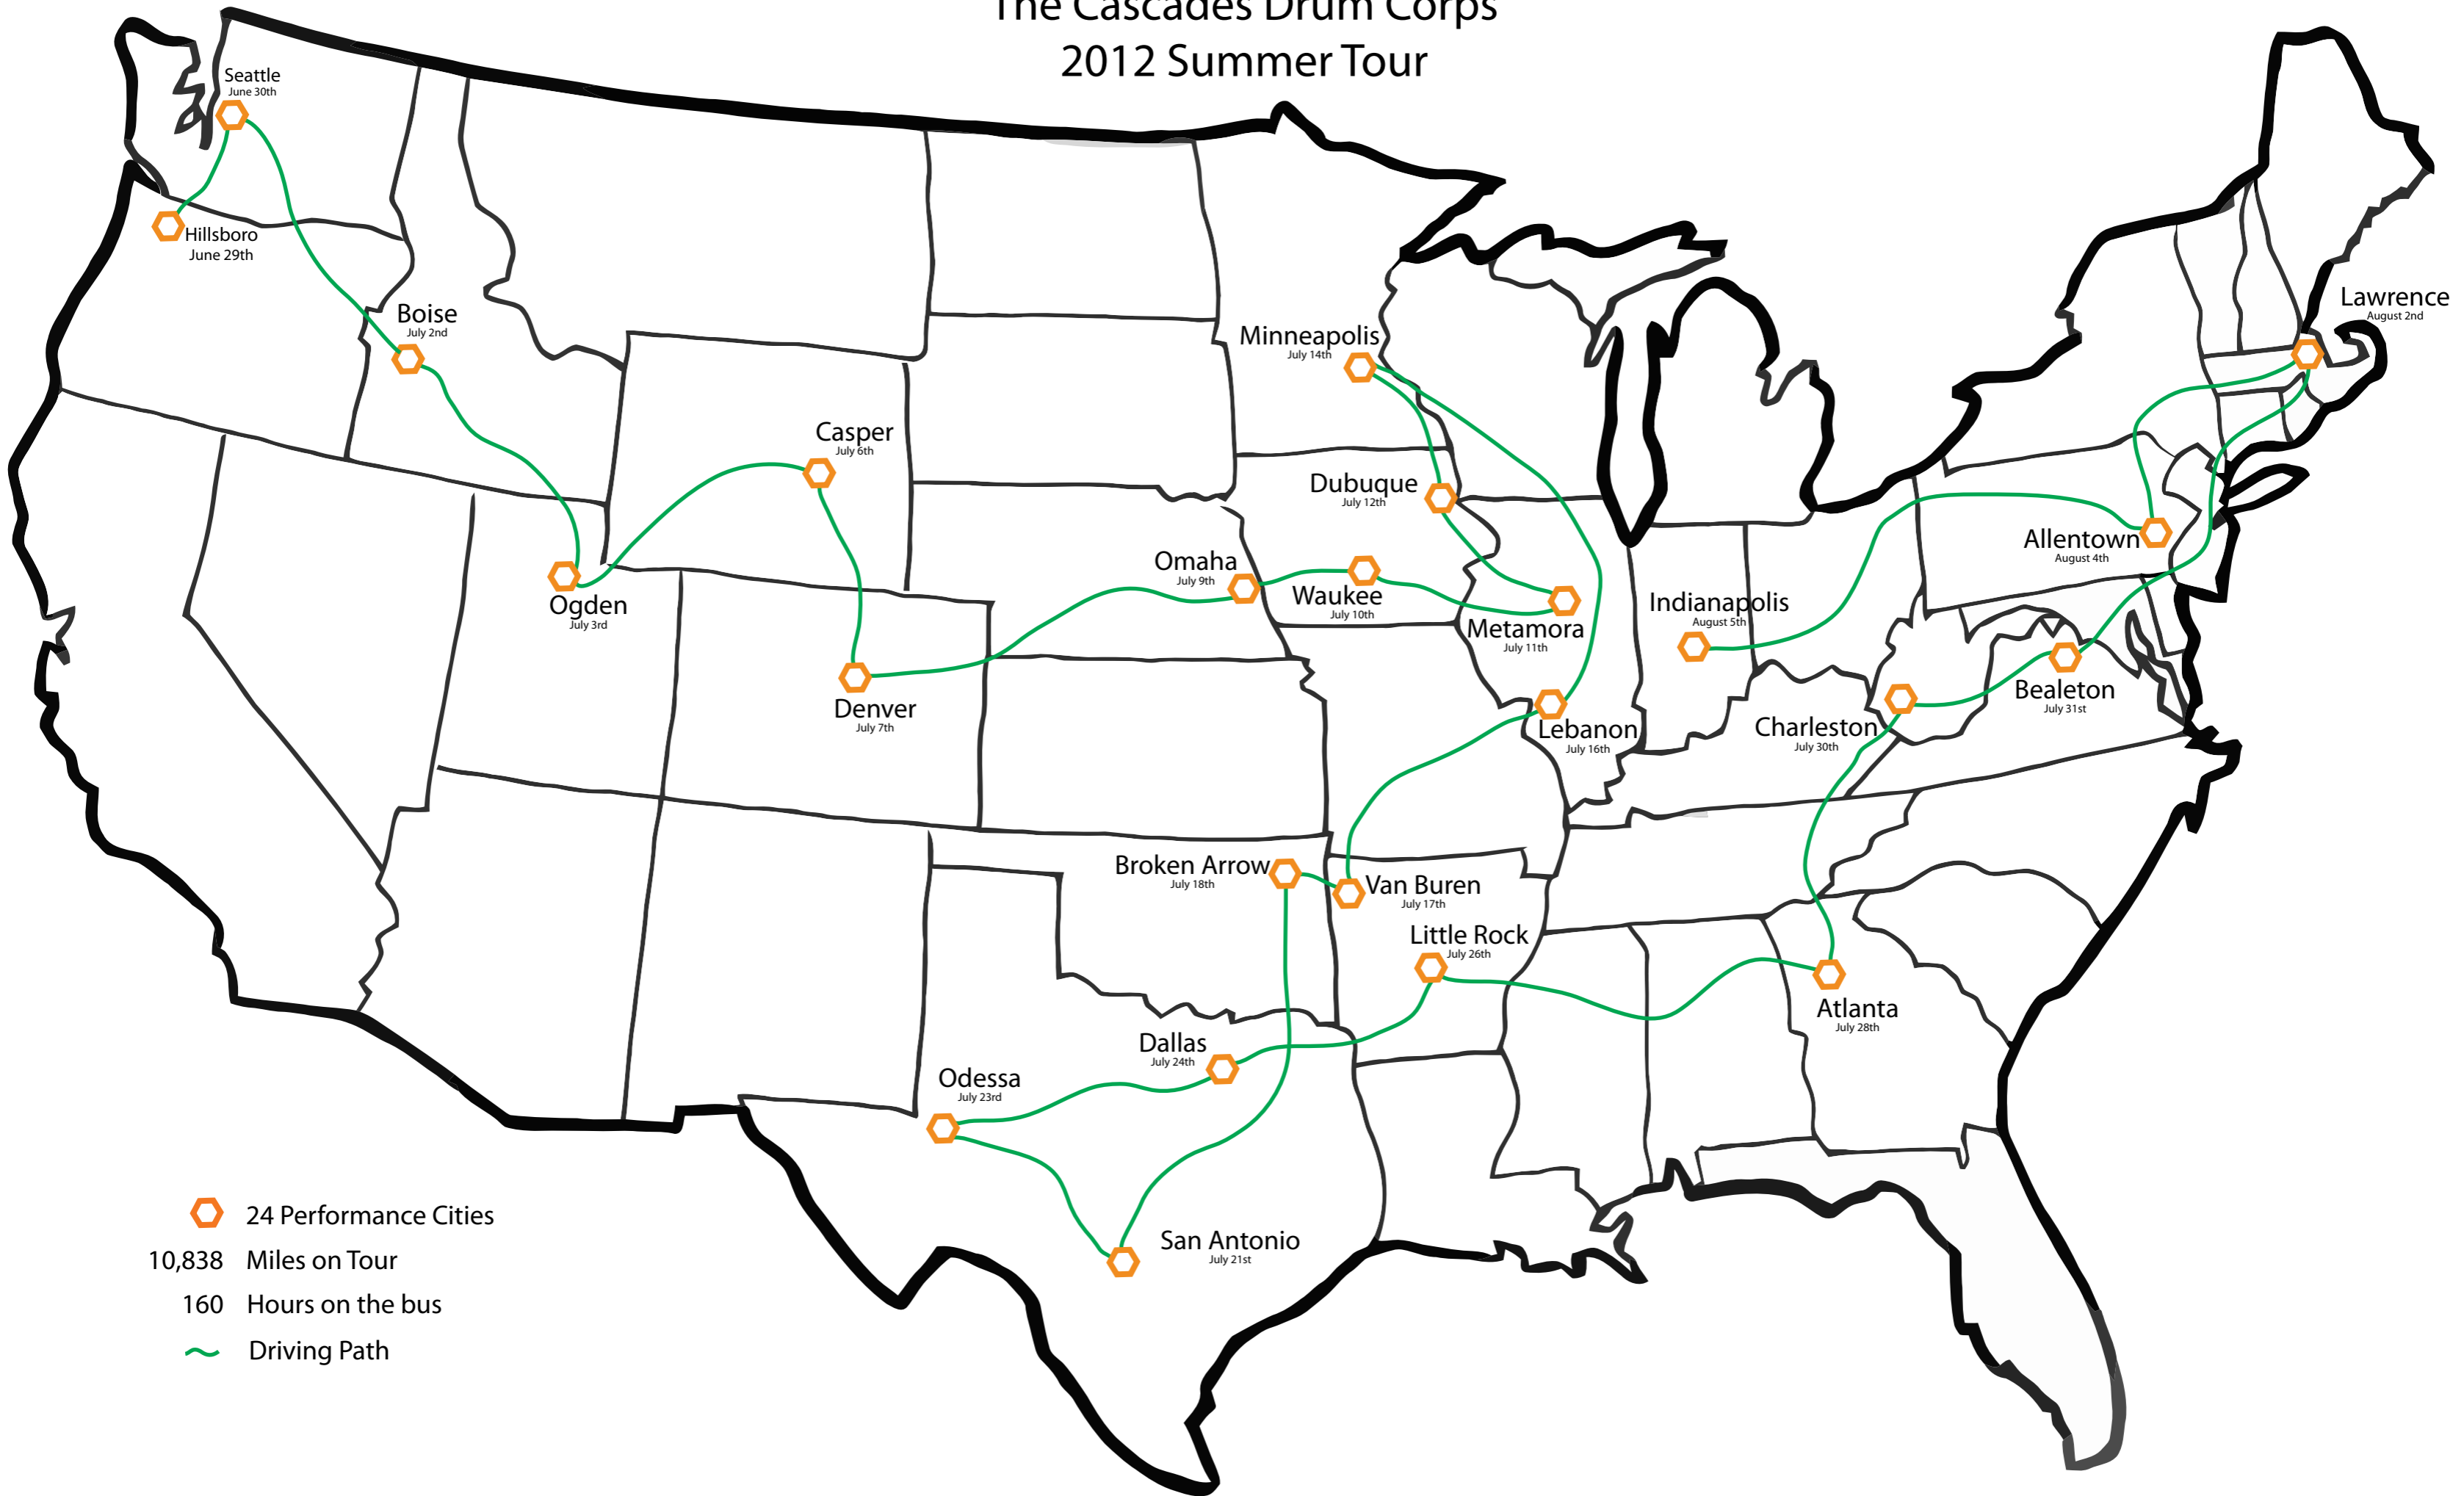 The Cascades Drum Corps
2012 Summer Tour
Seattle
June 30th
Hillsboro
June 29th
Boise
July 2nd
Ogden
July 3rd
Casper
July 6th
Denver
July 7th
Omaha
July 9th
Waukee
July 10th
Metamora
July 11th
Dubuque
July 12th
Minneapolis
July 14th
Lebanon
July 16th
Van Buren
July 17th
Broken Arrow
July 18th
San Antonio
July 21st
Odessa
July 23rd
Dallas
July 24th
Little Rock
July 26th
Atlanta
July 28th
Charleston
July 30th
Bealeton
July 31st
Lawrence
August 2nd
Allentown
August 4th
Indianapolis
August 5th
24 Performance Cities
10,838 Miles on Tour
160 Hours on the bus
Driving Path